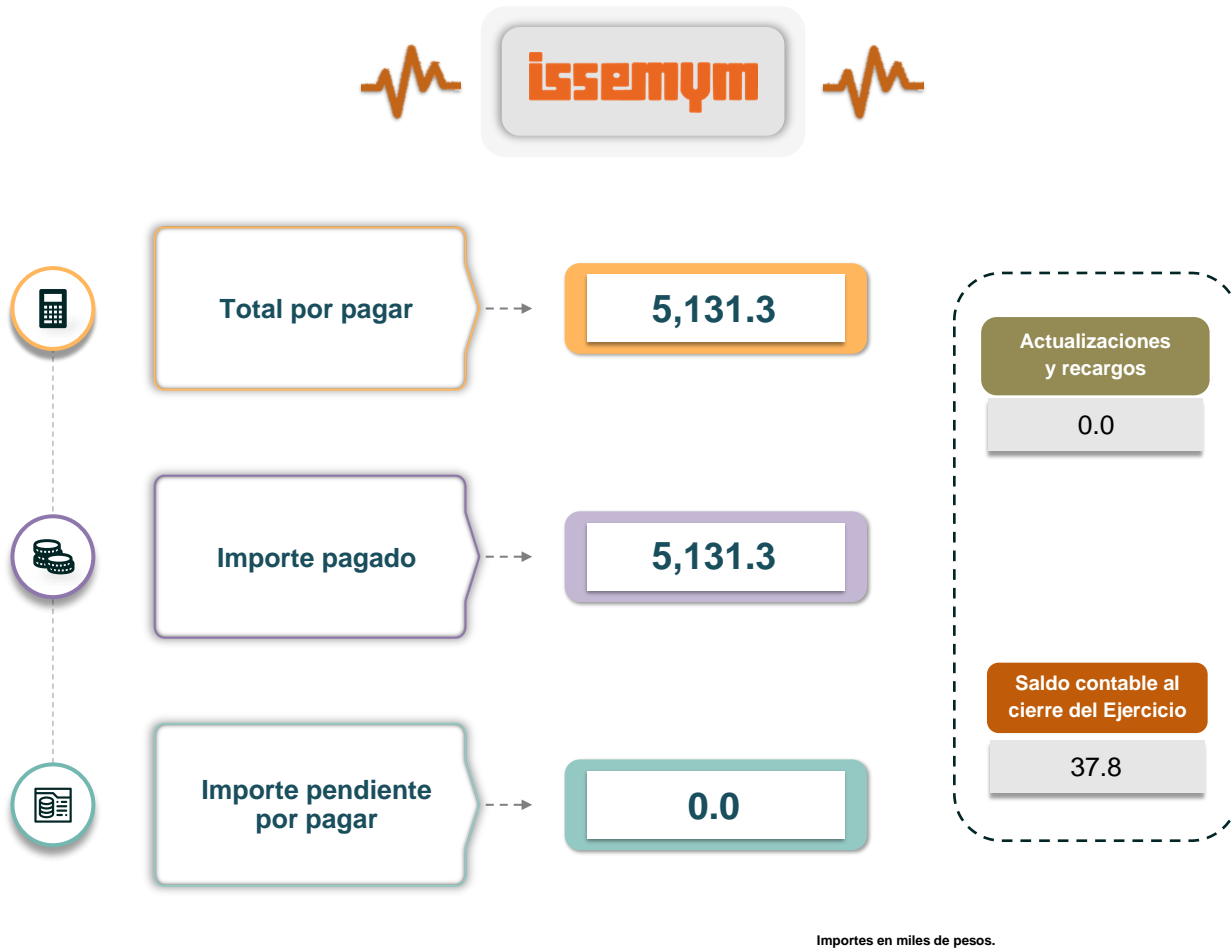 issemym
Total por pagar
5,131.3
Actualizaciones
y recargos
0.0
Importe pagado
5,131.3
Saldo contable al
cierre del Ejercicio
37.8
Importe pendiente
por pagar
0.0
Importes en miles de pesos.